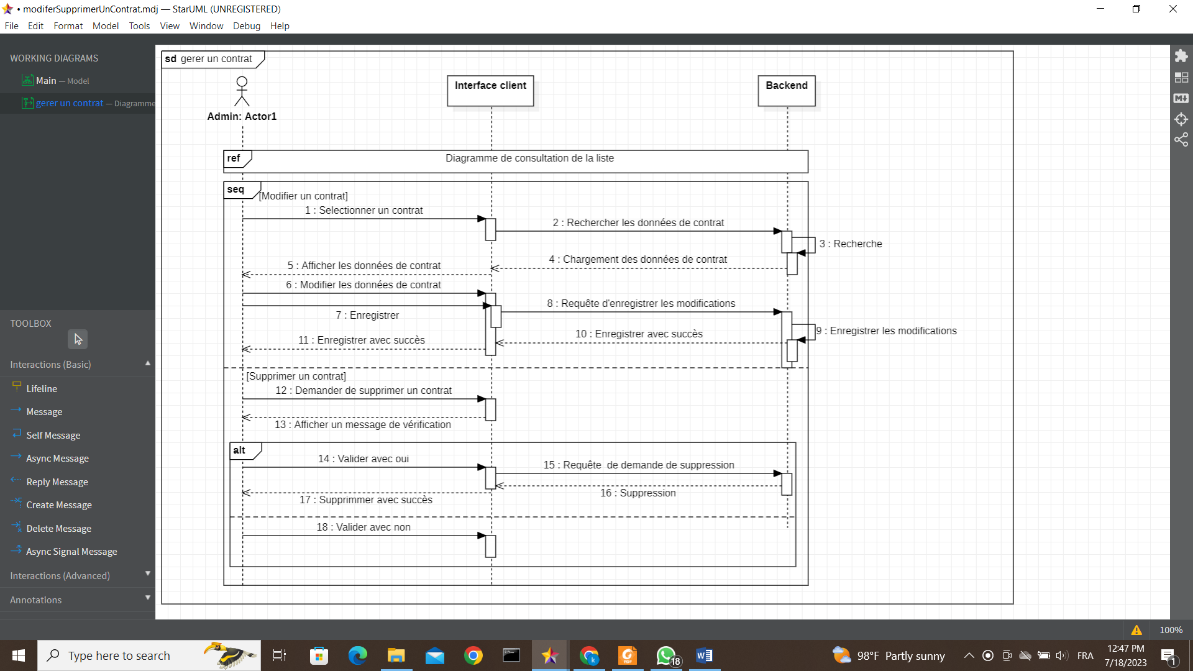 • modiferSupprimerUnContrat.mdj — StarUML (UNREGISTERED)
File Edit Format Model Tools View Window Debug Help
WORKING DIAGRAMS
Main — Model
gerer un contrat — Diagramme
TOOLBOX
Interactions (Basic)
Lifeline
Message
Self Message
Async Message
Reply Message
Create Message
Delete Message
Async Signal Message
Interactions (Advanced)
Annotations
sd gerer un contrat
Admin: Actor1
Interface client
Backend
ref
Diagramme de consultation de la liste
seq
[Modifier un contrat]
1 : Selectionner un contrat
2 : Rechercher les données de contrat
3 : Recherche
4 : Chargement des données de contrat
5 : Afficher les données de contrat
6 : Modifier les données de contrat
7 : Enregistrer
8 : Requête d'enregistrer les modifications
9 : Enregistrer les modifications
10 : Enregistrer avec succès
11 : Enregistrer avec succès
[Supprimer un contrat]
12 : Demander de supprimer un contrat
13 : Afficher un message de vérification
alt
14 : Valider avec oui
15 : Requête de demande de suppression
16 : Suppression
17 : Supprimmer avec succès
18 : Valider avec non
M↓
100%
Type here to search
18
98°F Partly sunny
FRA
12:47 PM
7/18/2023
1